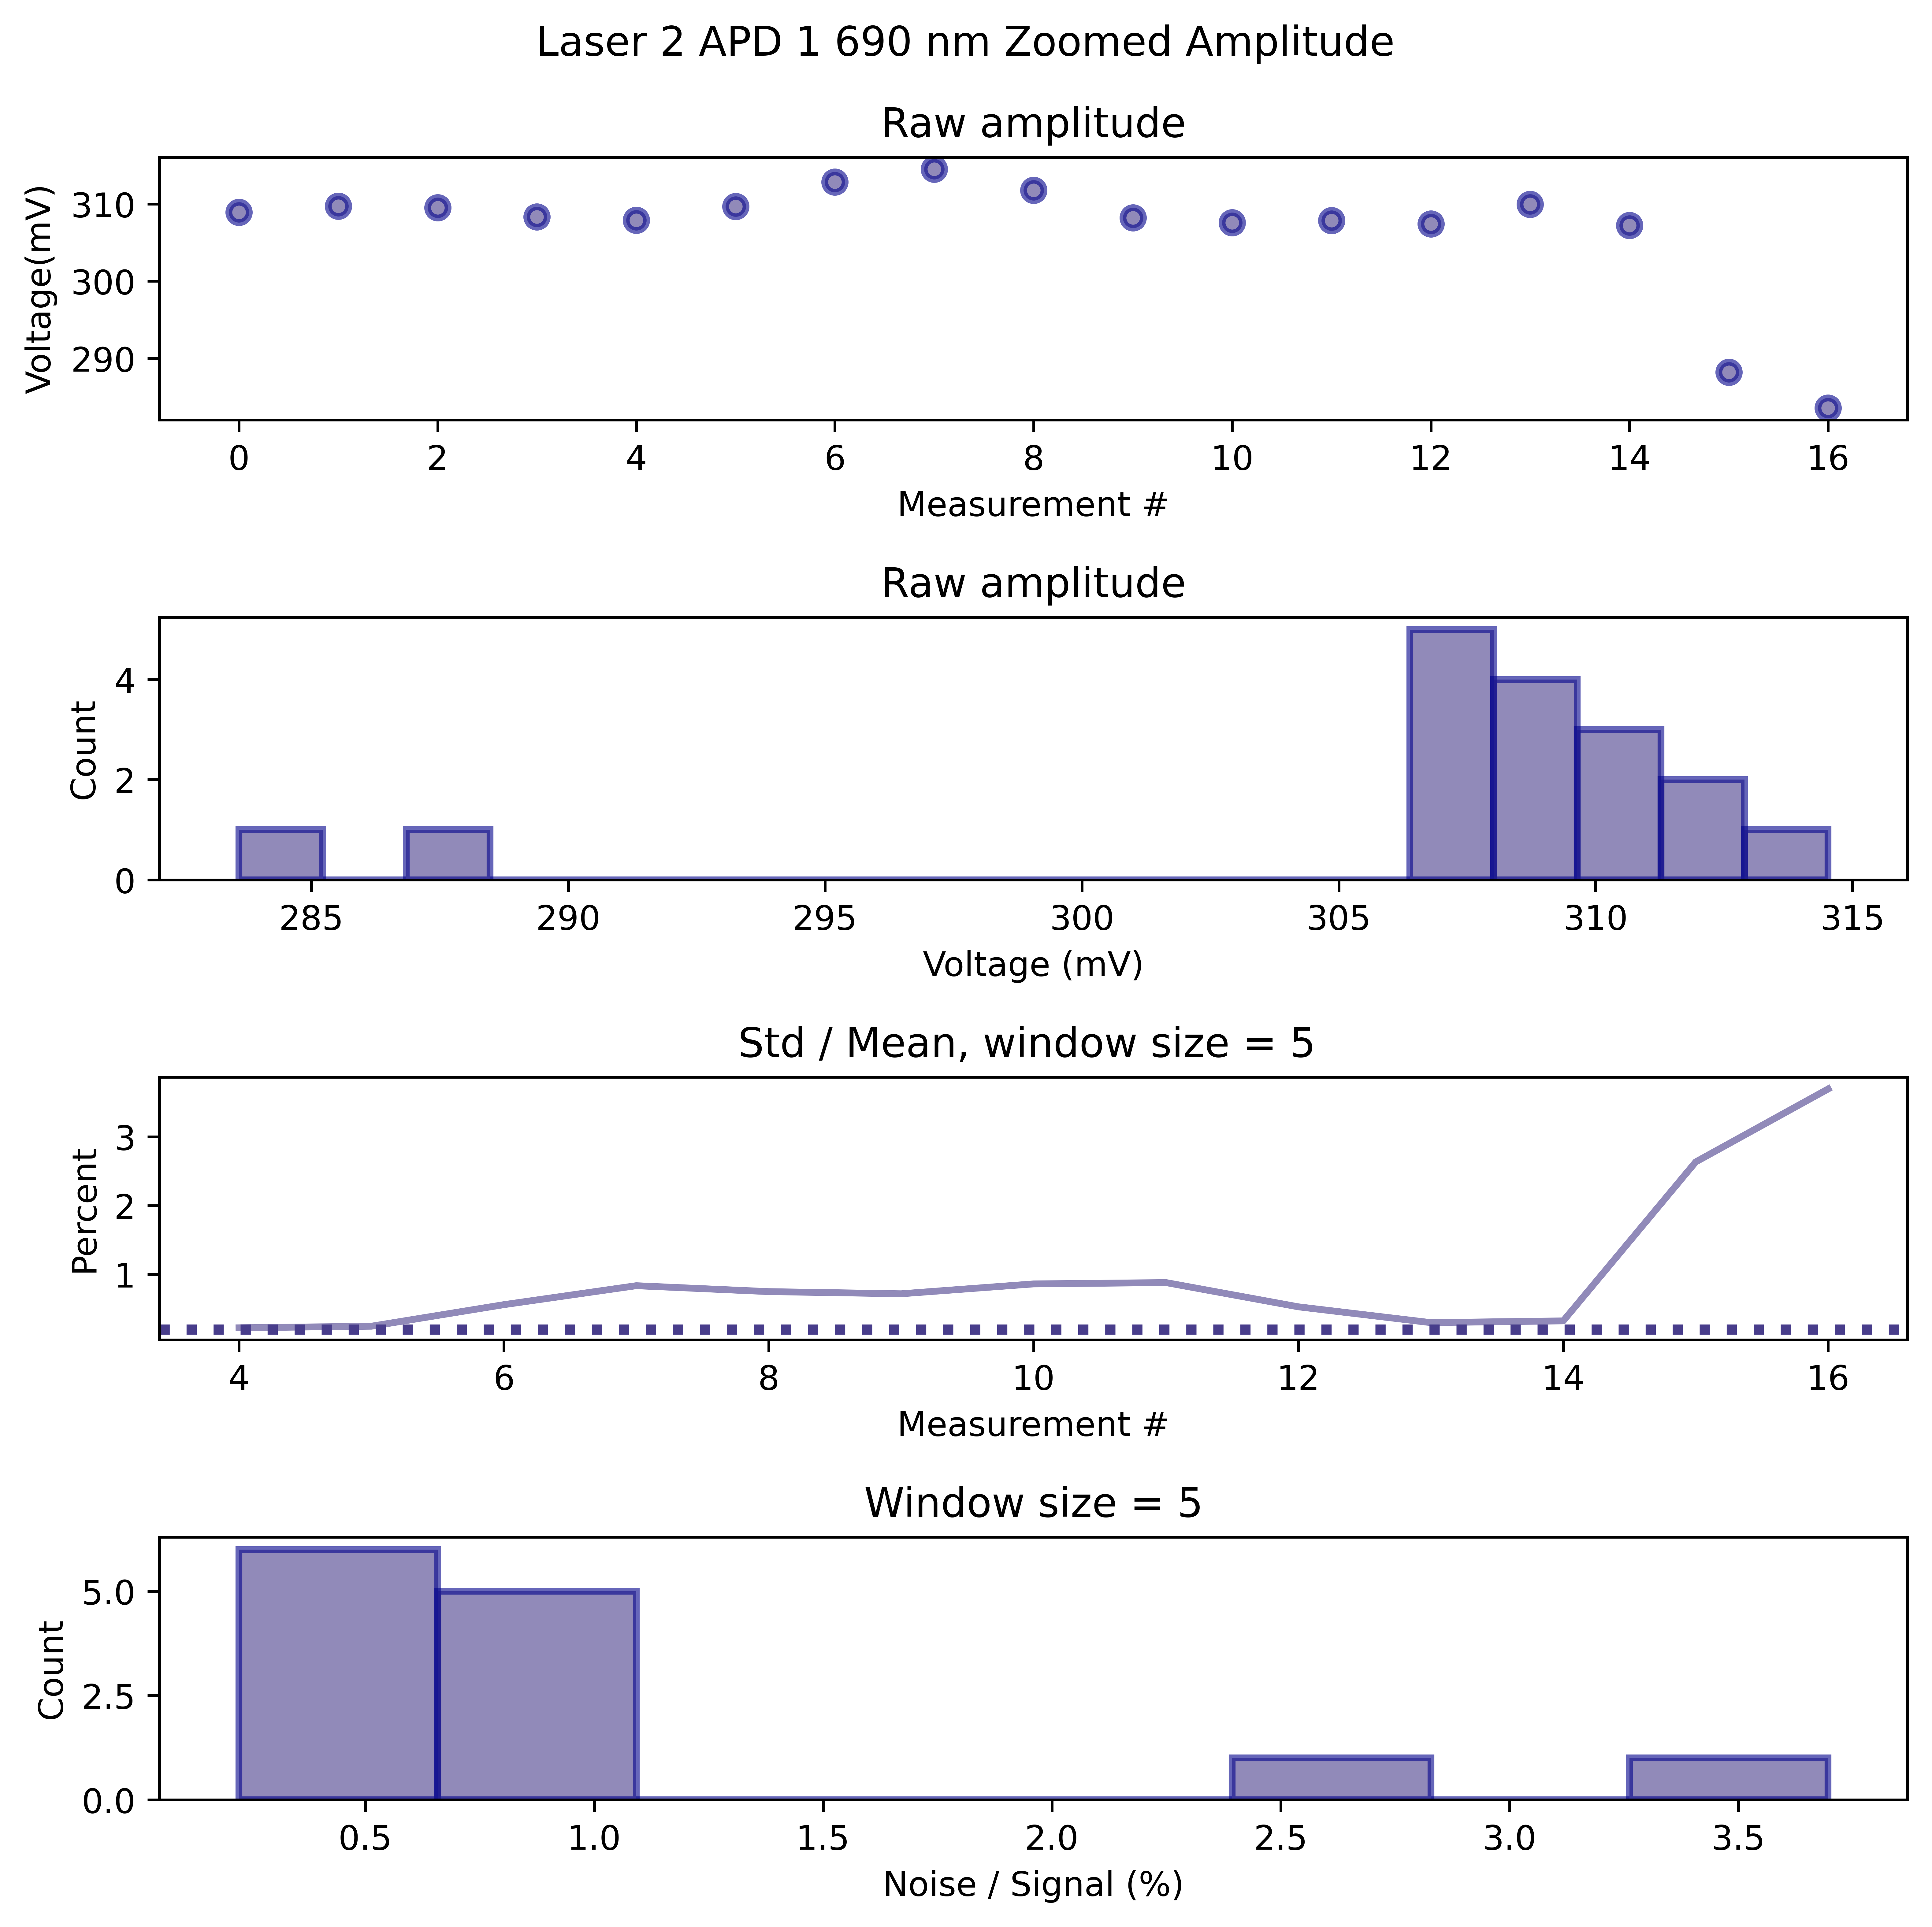 Laser 2 APD 1 690 nm Zoomed Amplitude
Raw amplitude
Voltage(mV)
310
300
290
0 2 4 6 8 10 12 14 16
Measurement #
Raw amplitude
Count
4
2
0
285 290 295 300 305 310 315
Voltage (mV)
Std / Mean, window size = 5
Percent
3
2
1
4 6 8 10 12 14 16
Measurement #
Window size = 5
Count
5.0
2.5
0.0
0.5 1.0 1.5 2.0 2.5 3.0 3.5
Noise / Signal (%)